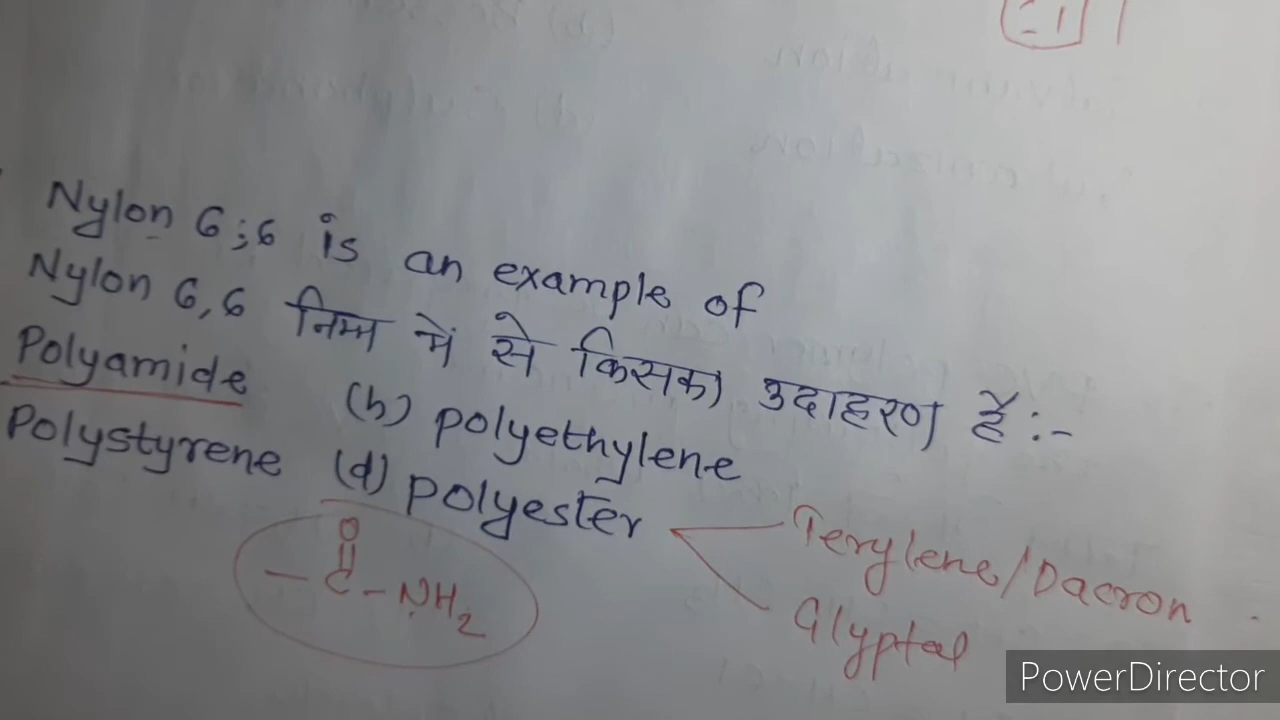 Nylon 6;6 is an example of
Nylon 6,6 निम्न में से किसका उदाहरण है :-
Polyamide (b) polyethylene
Polystyrene (d) polyester
Terylene/Dacron
Glyptal
O
- C - NH2
PowerDirector